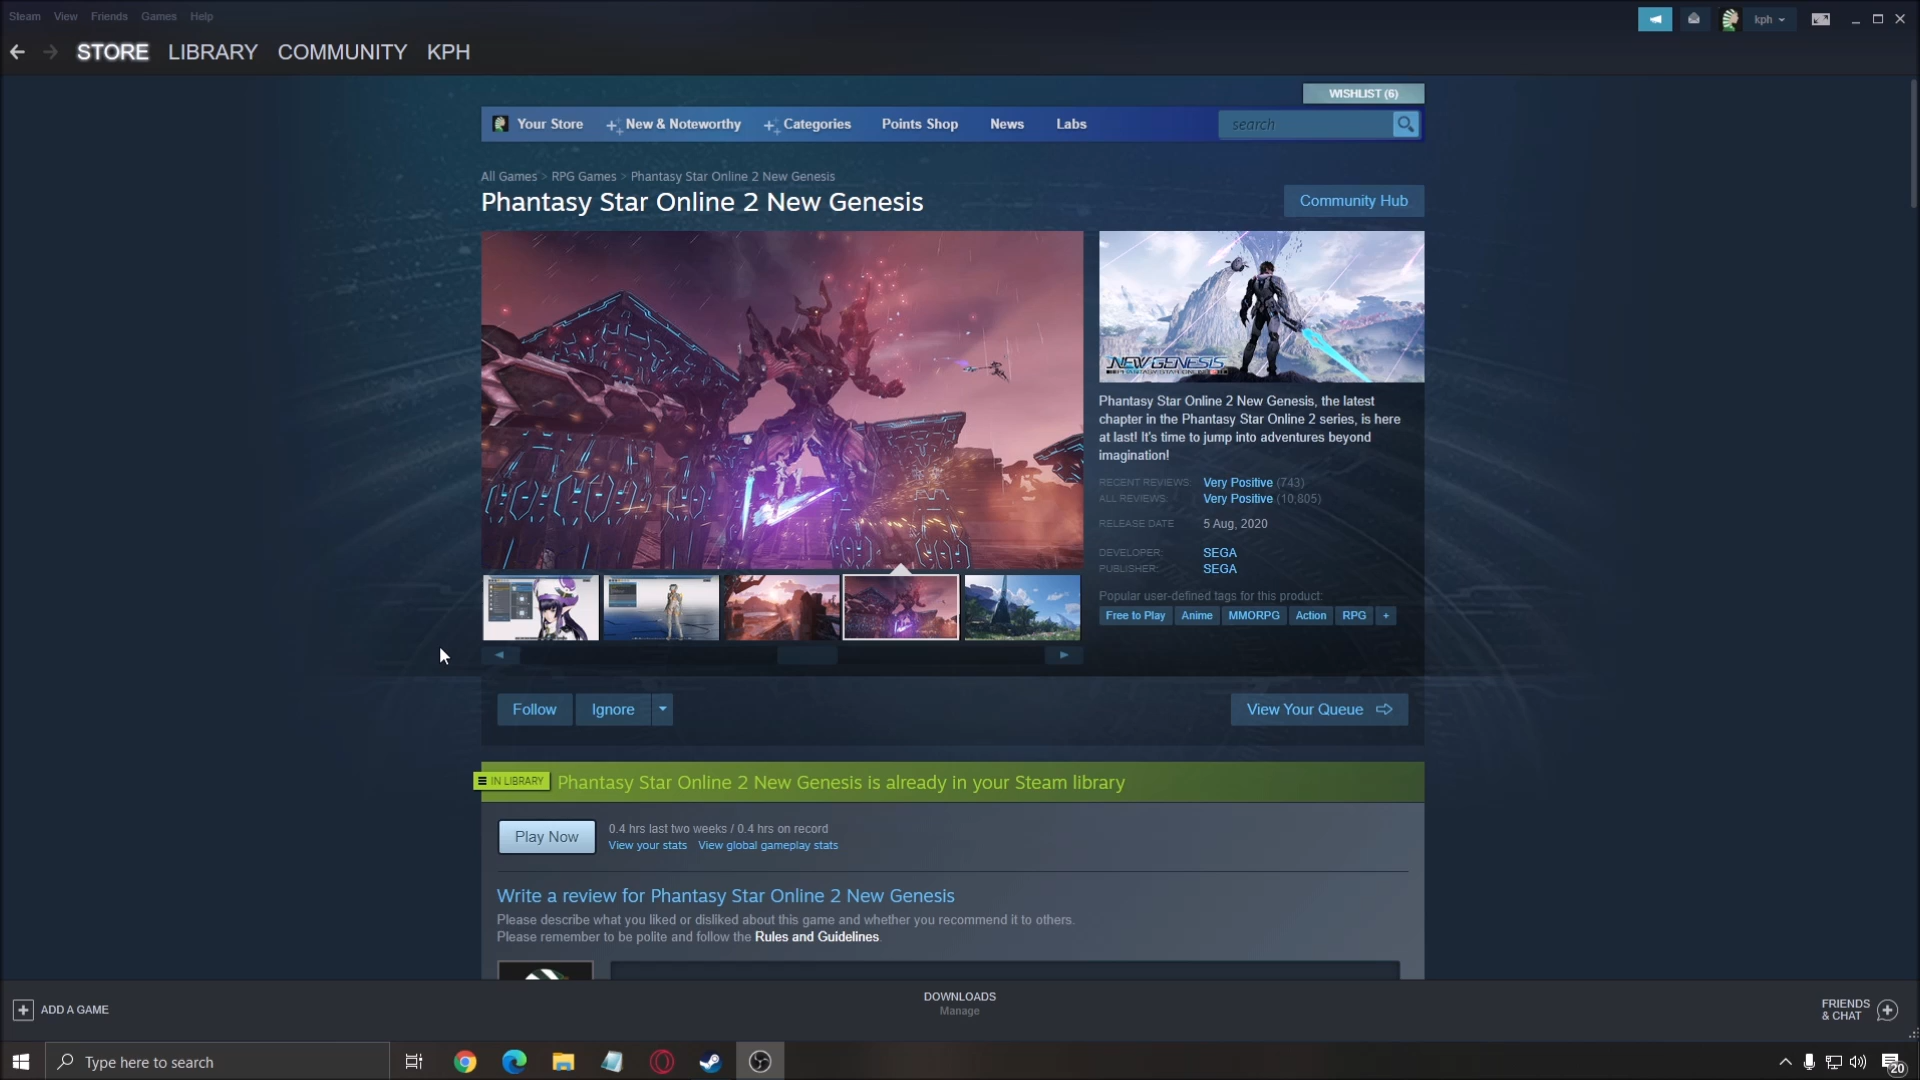 Steam View Friends Games Help
kph
STORE LIBRARY COMMUNITY KPH
WISHLIST (6)
Your Store New & Noteworthy Categories Points Shop News Labs
search
All Games > RPG Games > Phantasy Star Online 2 New Genesis
Phantasy Star Online 2 New Genesis
Community Hub
NEW GENESIS
Phantasy Star Online 2 New Genesis, the latest
chapter in the Phantasy Star Online 2 series, is here
at last! It's time to jump into adventures beyond
imagination!
RECENT REVIEWS: Very Positive (743)
ALL REVIEWS: Very Positive (10,805)
RELEASE DATE 5 Aug, 2020
DEVELOPER: SEGA
PUBLISHER: SEGA
Popular user-defined tags for this product:
Free to Play Anime MMORPG Action RPG +
Follow Ignore
View Your Queue
IN LIBRARY Phantasy Star Online 2 New Genesis is already in your Steam library
Play Now
0.4 hrs last two weeks / 0.4 hrs on record
View your stats View global gameplay stats
Write a review for Phantasy Star Online 2 New Genesis
Please describe what you liked or disliked about this game and whether you recommend it to others.
Please remember to be polite and follow the Rules and Guidelines.
ADD A GAME
DOWNLOADS
Manage
FRIENDS
& CHAT
Type here to search
20